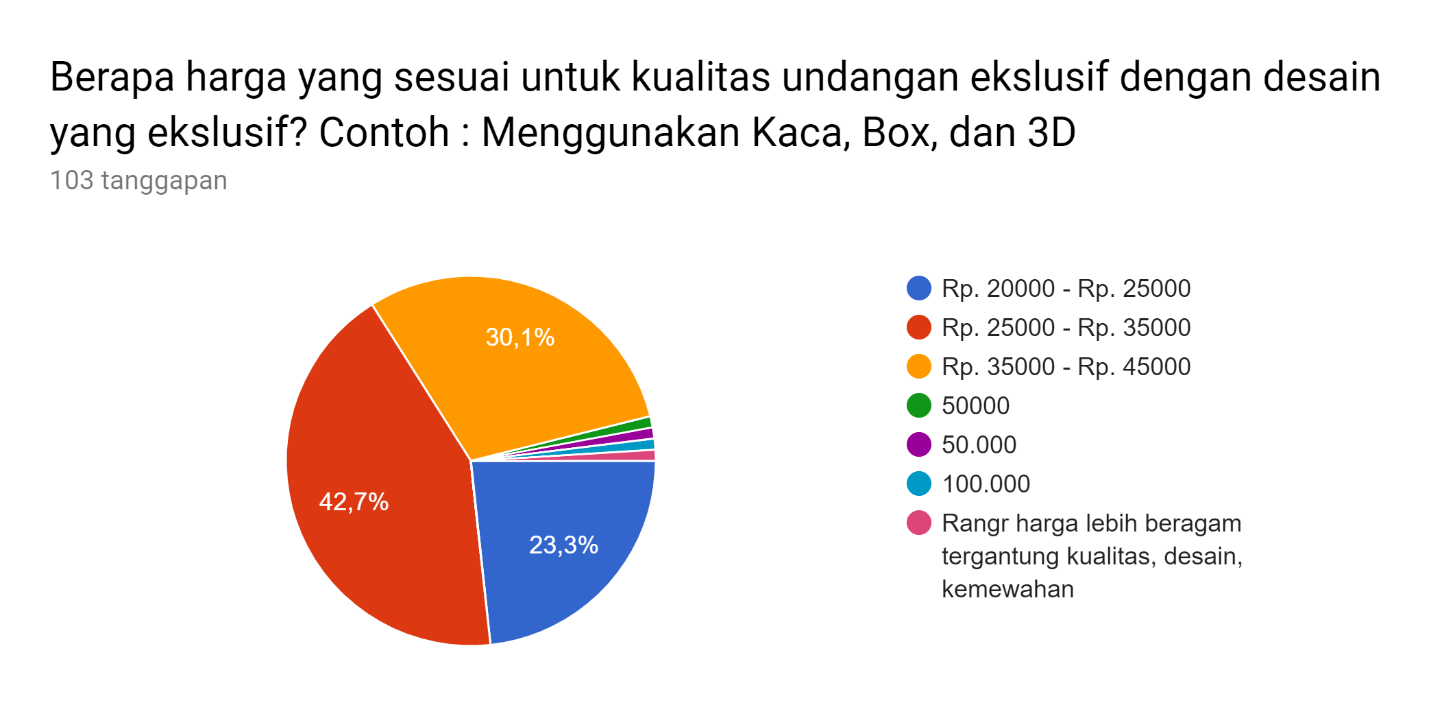 Berapa harga yang sesuai untuk kualitas undangan ekslusif dengan desain
yang ekslusif? Contoh : Menggunakan Kaca, Box, dan 3D
103 tanggapan
30,1%
42,7%
23,3%
Rp. 20000 - Rp. 25000
Rp. 25000 - Rp. 35000
Rp. 35000 - Rp. 45000
50000
50.000
100.000
Rangr harga lebih beragam
tergantung kualitas, desain,
kemewahan